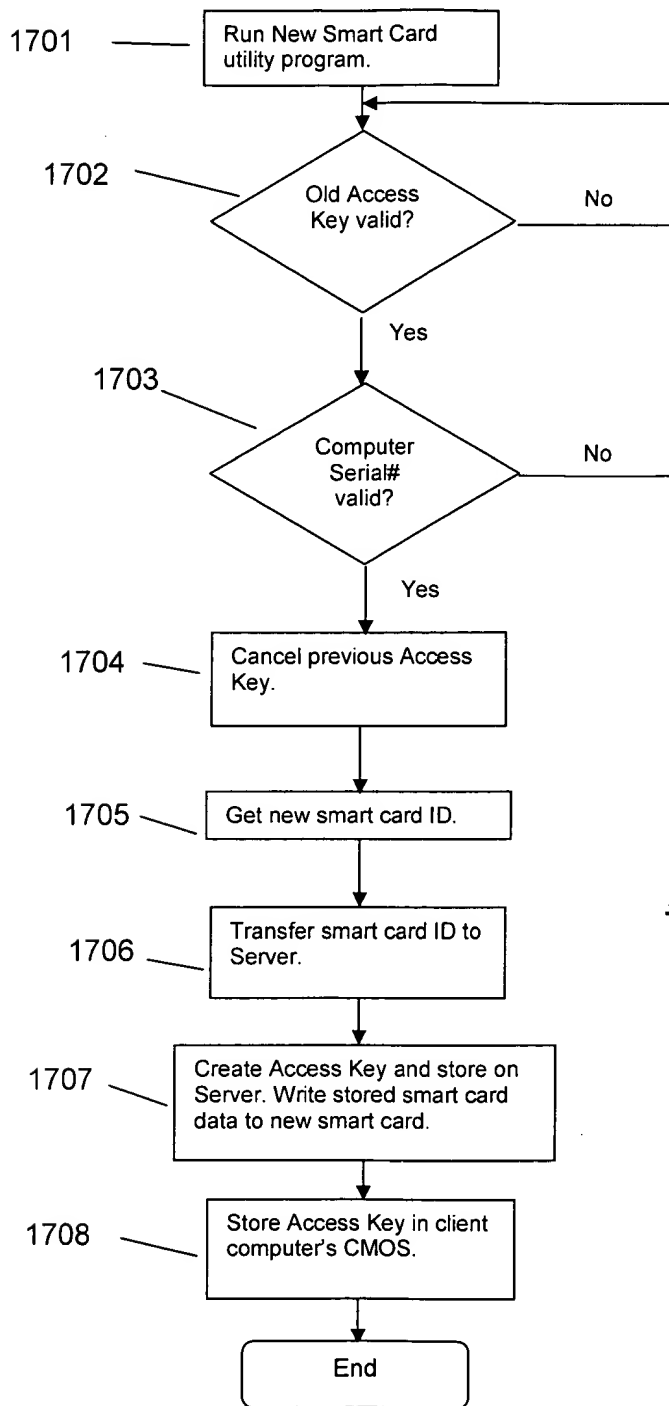 1701
Run New Smart Card
utility program.
1702
Old Access
Key valid?
No
Yes
1703
Computer
Serial#
valid?
No
Yes
1704
Cancel previous Access
Key.
1705
Get new smart card ID.
1706
Transfer smart card ID to
Server.
1707
Create Access Key and store on
Server. Write stored smart card
data to new smart card.
1708
Store Access Key in client
computer's CMOS.
End